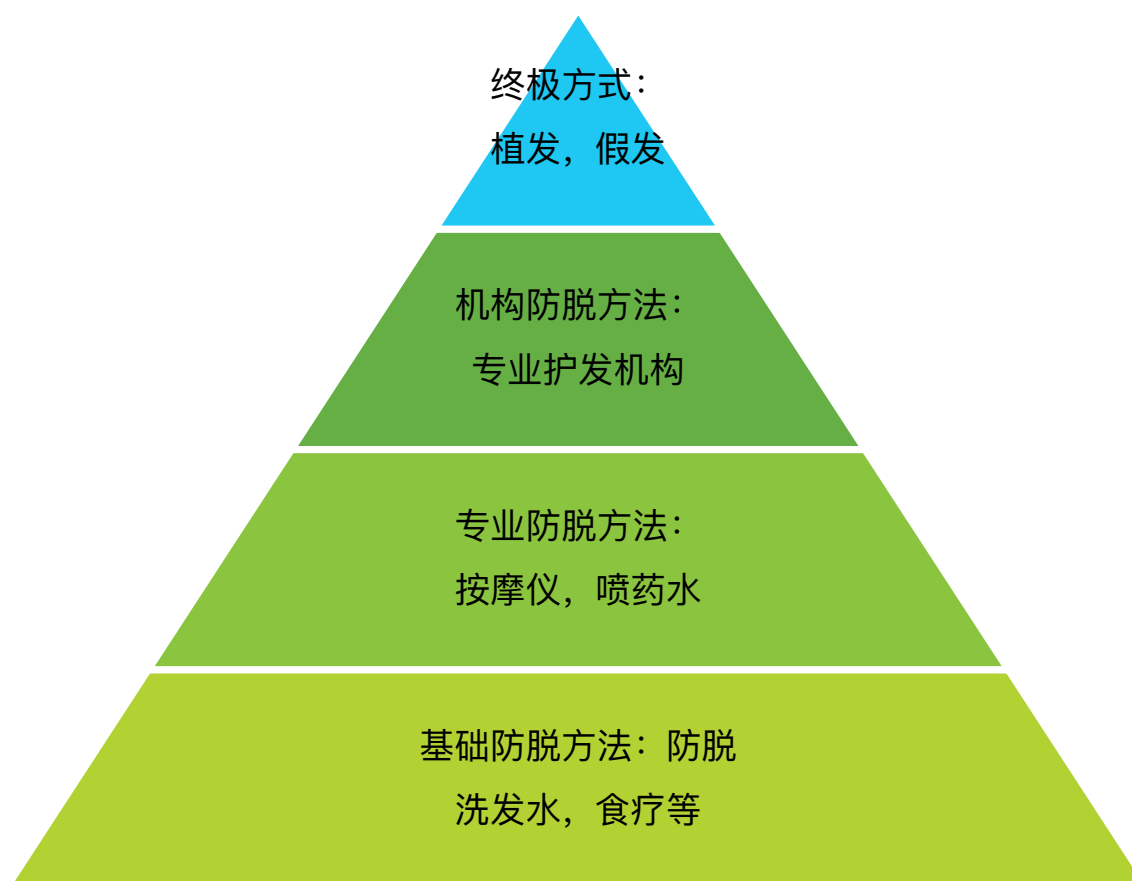 终极方式：
植发，假发
机构防脱方法：
专业护发机构
专业防脱方法：
按摩仪，喷药水
基础防脱方法：防脱
洗发水，食疗等